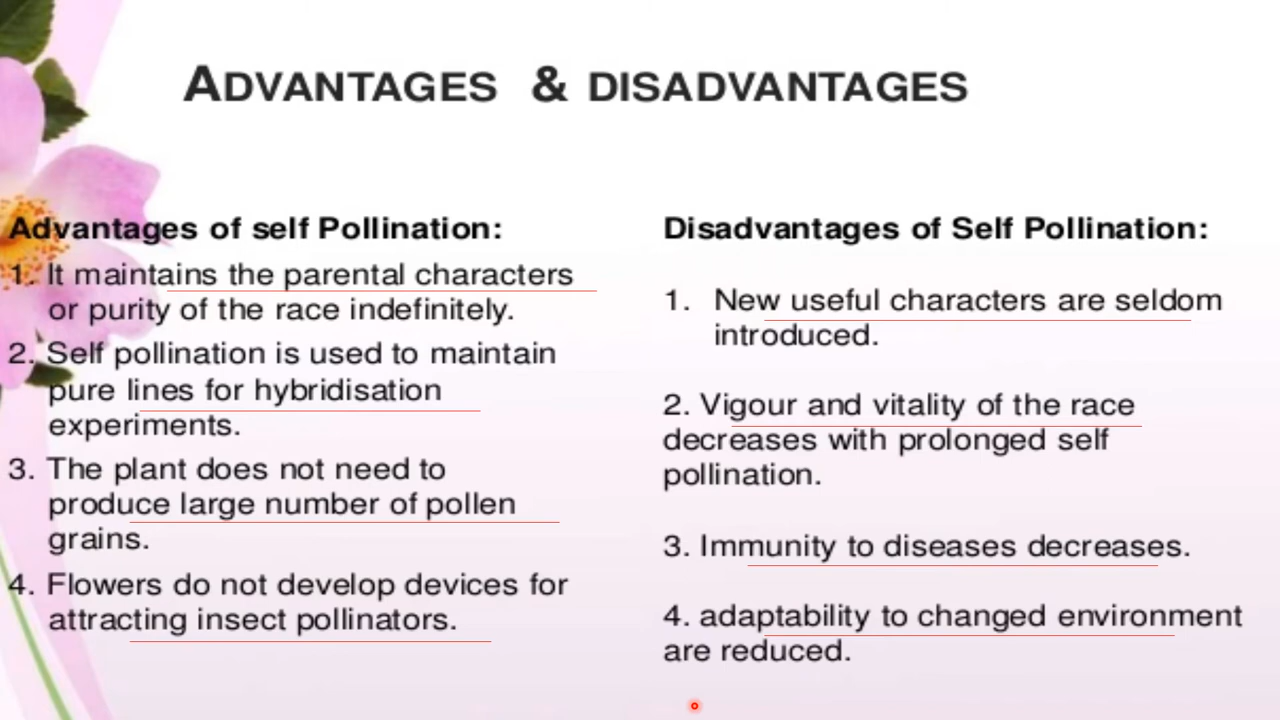 ADVANTAGES & DISADVANTAGES
Advantages of self Pollination:
1. It maintains the parental characters
or purity of the race indefinitely.
2. Self pollination is used to maintain
pure lines for hybridisation
experiments.
3. The plant does not need to
produce large number of pollen
grains.
4. Flowers do not develop devices for
attracting insect pollinators.
Disadvantages of Self Pollination:
1. New useful characters are seldom
introduced.
2. Vigour and vitality of the race
decreases with prolonged self
pollination.
3. Immunity to diseases decreases.
4. adaptability to changed environment
are reduced.